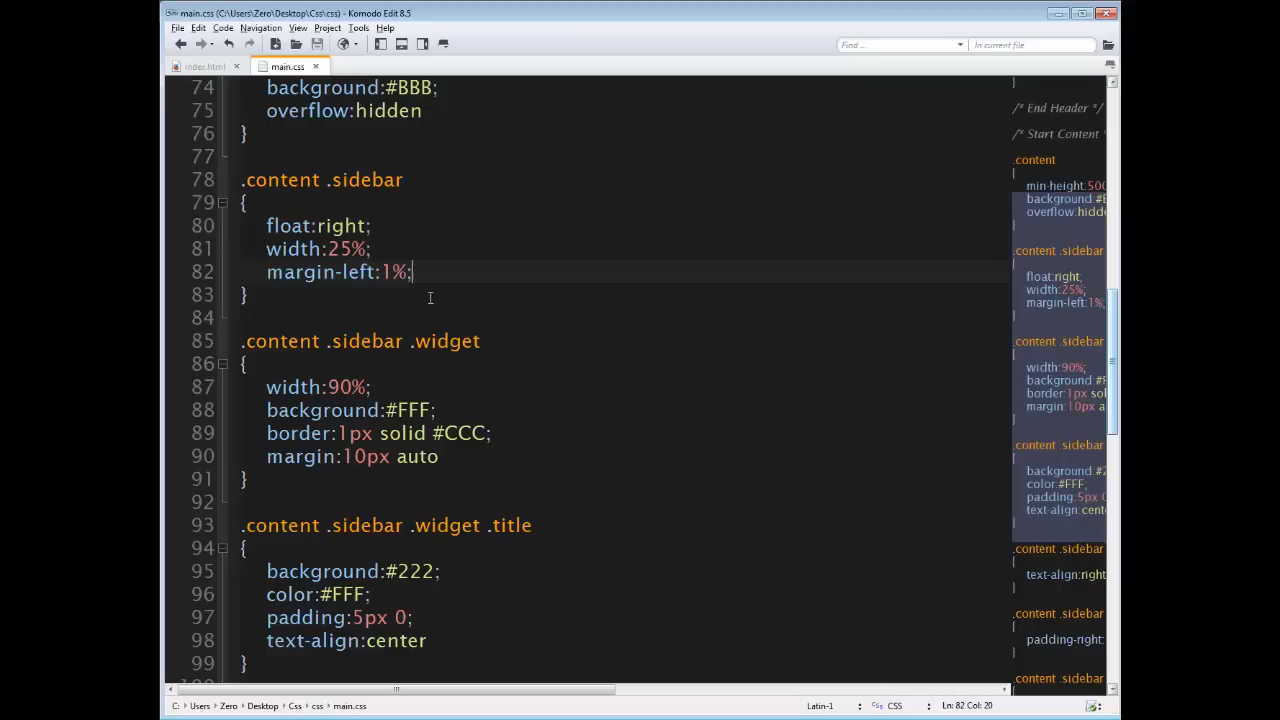 main.css (C:\Users\Zero\Desktop\Css\css) - Komodo Edit 8.5
File Edit Code Navigation View Project Tools Help
Find ... In current file
index.html main.css
74 background:#BBB;
75 overflow:hidden
76 }
77
78 .content .sidebar
79 {
80 float:right;
81 width:25%;
82 margin-left:1%;
83 }
84
85 .content .sidebar .widget
86 {
87 width:90%;
88 background:#FFF;
89 border:1px solid #CCC;
90 margin:10px auto
91 }
92
93 .content .sidebar .widget .title
94 {
95 background:#222;
96 color:#FFF;
97 padding:5px 0;
98 text-align:center
99 }
}
/* End Header */
/* Start Content *
.content
{
min-height:500
background:#B
overflow:hidde
}
.content .sidebar
{
float:right;
width:25%;
margin-left:1%;
}
.content .sidebar
{
width:90%;
background:#F
border:1px sol
margin:10px a
}
.content .sidebar
{
background:#2
color:#FFF;
padding:5px 0
text-align:cente
}
.content .sidebar
{
text-align:right
}
.content .sidebar
{
padding-right:
}
.content .sidebar
C: Users Zero Desktop Css css main.css Latin-1 CSS Ln: 82 Col: 20